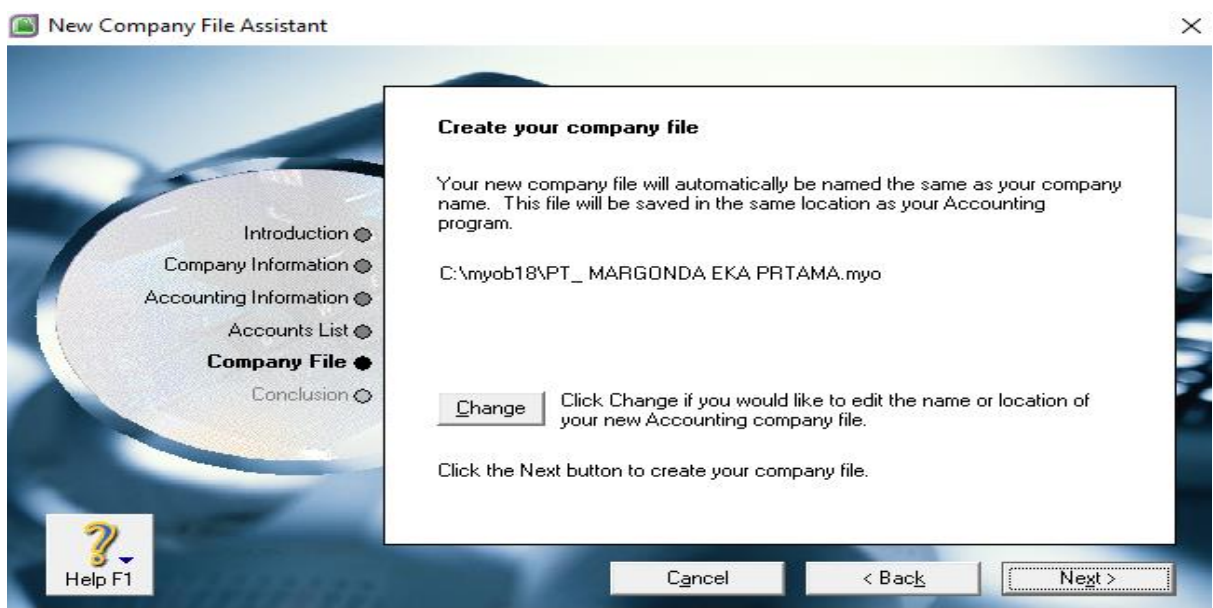 New Company File Assistant
Create your company file
Your new company file will automatically be named the same as your company
name. This file will be saved in the same location as your Accounting
program.
C:\myob18\PT_ MARGONDA EKA PRTAMA.myo
Introduction
Company Information
Accounting Information
Accounts List
Company File
Conclusion
Change
Click Change if you would like to edit the name or location of
your new Accounting company file.
Click the Next button to create your company file.
Help F1
Cancel
< Back
Next >